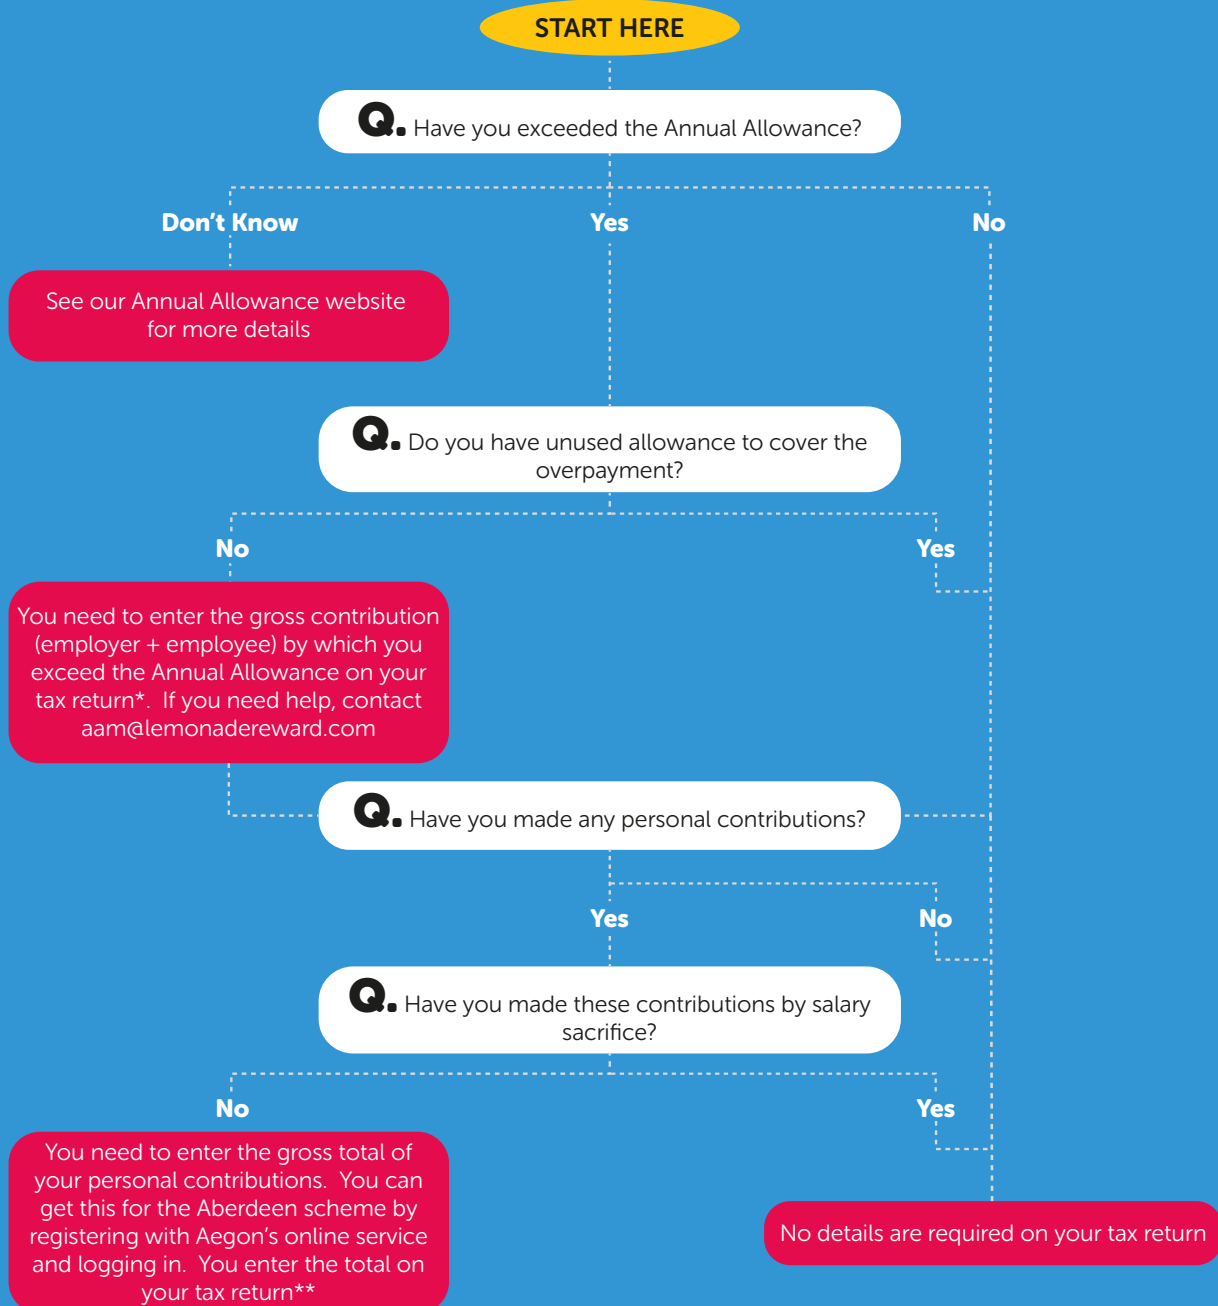 START HERE
Q. Have you exceeded the Annual Allowance?
Don't Know
Yes
No
See our Annual Allowance website
for more details
Q. Do you have unused allowance to cover the
overpayment?
No
Yes
You need to enter the gross contribution
(employer + employee) by which you
exceed the Annual Allowance on your
tax return*.  If you need help, contact
aam@lemonadereward.com
Q. Have you made any personal contributions?
Yes
No
Q. Have you made these contributions by salary
sacrifice?
No
Yes
You need to enter the gross total of
your personal contributions.  You can
get this for the Aberdeen scheme by
registering with Aegon's online service
and logging in.  You enter the total on
your tax return**
No details are required on your tax return